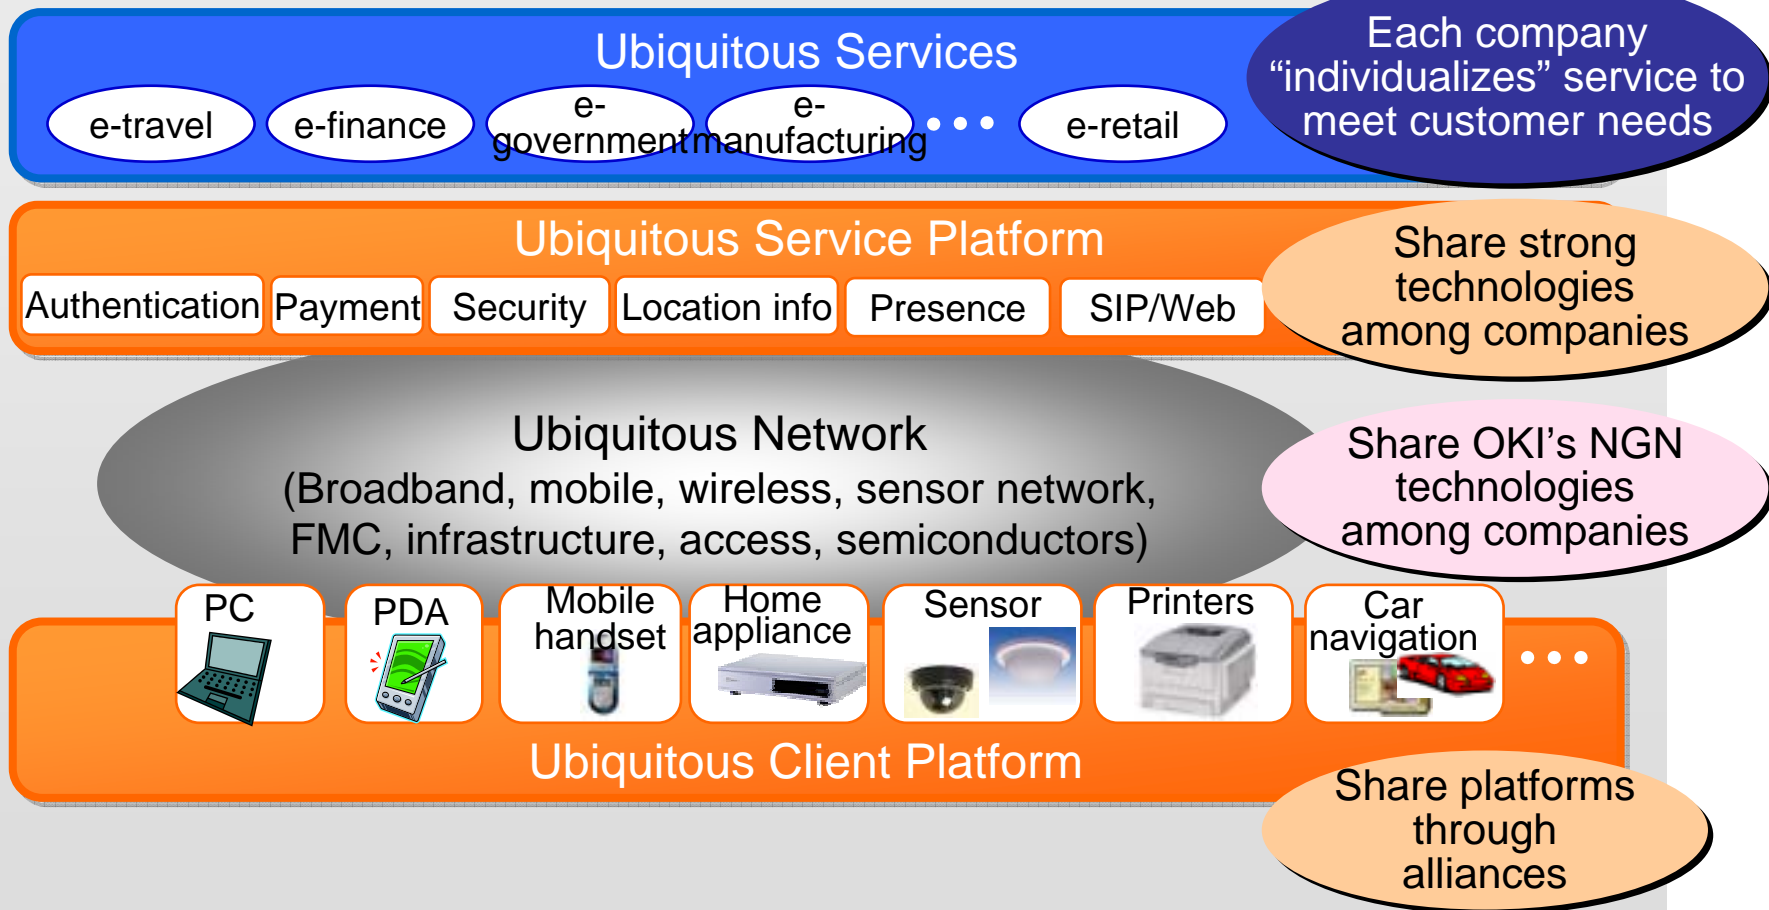 Ubiquitous Services
e-travel
e-finance
e-
government
e-
manufacturing
•••
e-retail
Each company
“individualizes” service to
meet customer needs
Ubiquitous Service Platform
Authentication
Payment
Security
Location info
Presence
SIP/Web
Share strong
technologies
among companies
Ubiquitous Network
(Broadband, mobile, wireless, sensor network,
FMC, infrastructure, access, semiconductors)
Share OKI’s NGN
technologies
among companies
PC
PDA
Mobile
handset
Home
appliance
Sensor
Printers
Car
navigation
•••
Ubiquitous Client Platform
Share platforms
through
alliances